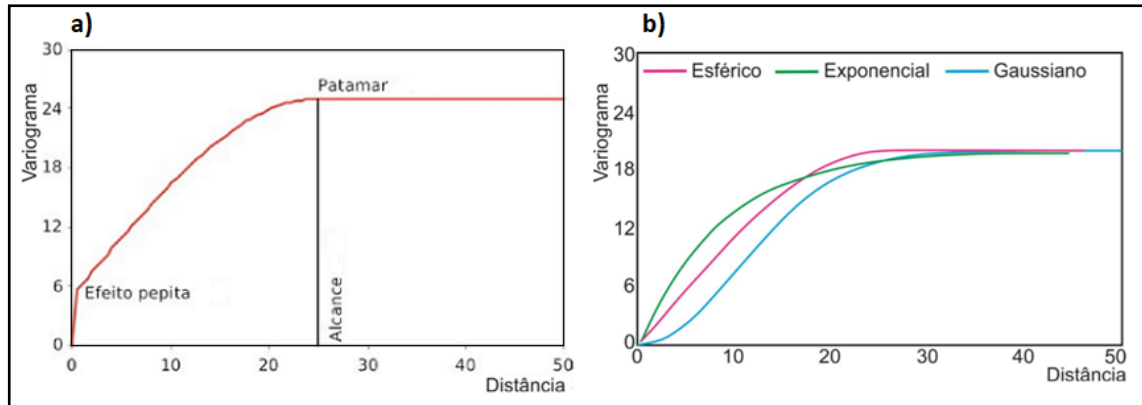 a)
30
24
18
12
6
0
Variograma
Patamar
Efeito pepita
Alcance
0 10 20 30 40 50
Distância
b)
30
24
18
12
6
0
Variograma
Esférico Exponencial Gaussiano
0 10 20 30 40 50
Distância